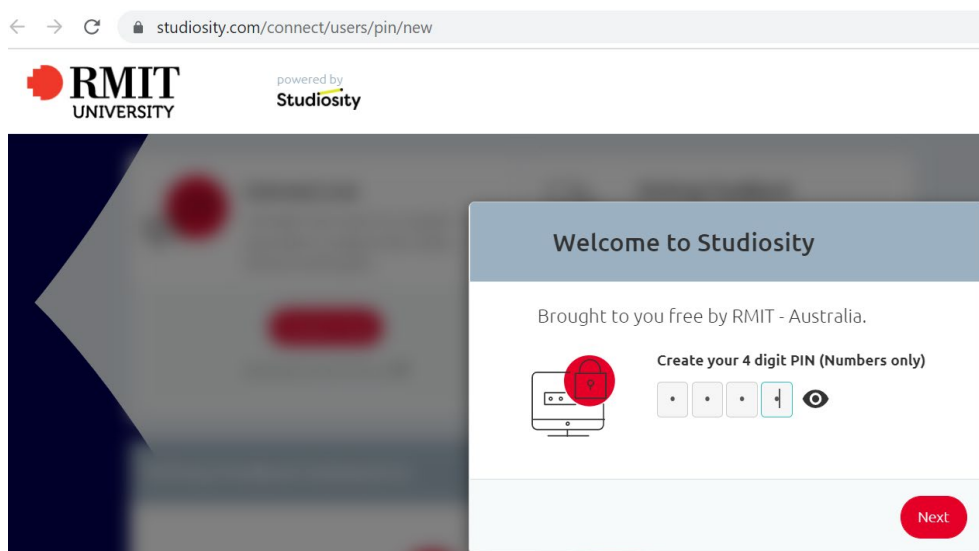 studiosity.com/connect/users/pin/new
RMIT
UNIVERSITY
powered by
Studiosity
Welcome to Studiosity
Brought to you free by RMIT - Australia.
Create your 4 digit PIN (Numbers only)
Next